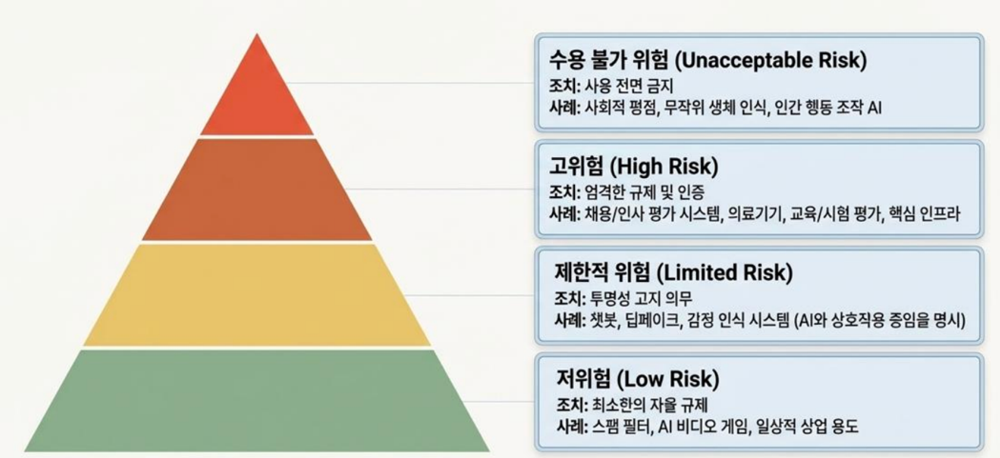 수용 불가 위험 (Unacceptable Risk)
조치: 사용 전면 금지
사례: 사회적 평점, 무작위 생체 인식, 인간 행동 조작 AI
고위험 (High Risk)
조치: 엄격한 규제 및 인증
사례: 채용/인사 평가 시스템, 의료기기, 교육/시험 평가, 핵심 인프라
제한적 위험 (Limited Risk)
조치: 투명성 고지 의무
사례: 챗봇, 딥페이크, 감정 인식 시스템 (AI와 상호직용 중임을 명시)
저위험 (Low Risk)
조치: 최소한의 자율 규제
사례: 스팸 필터, AI 비디오 게임, 일상적 상업 용도